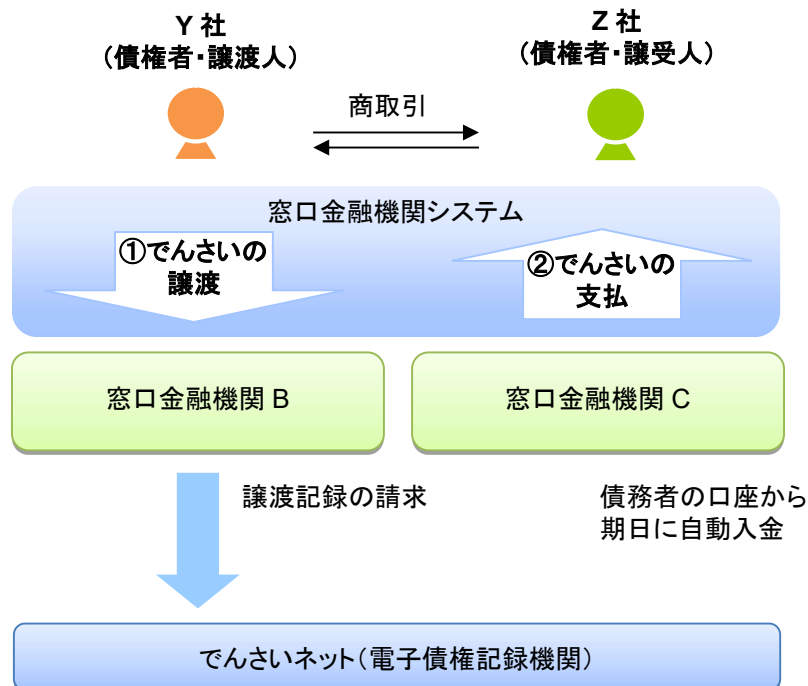 Y 社
(債権者・譲渡人)
Z 社
(債権者・譲受人)
商取引
窓口金融機関システム
①でんさいの
譲渡
②でんさいの
支払
窓口金融機関 B
窓口金融機関 C
譲渡記録の請求
債務者の口座から
期日に自動入金
でんさいネット(電子債権記録機関)